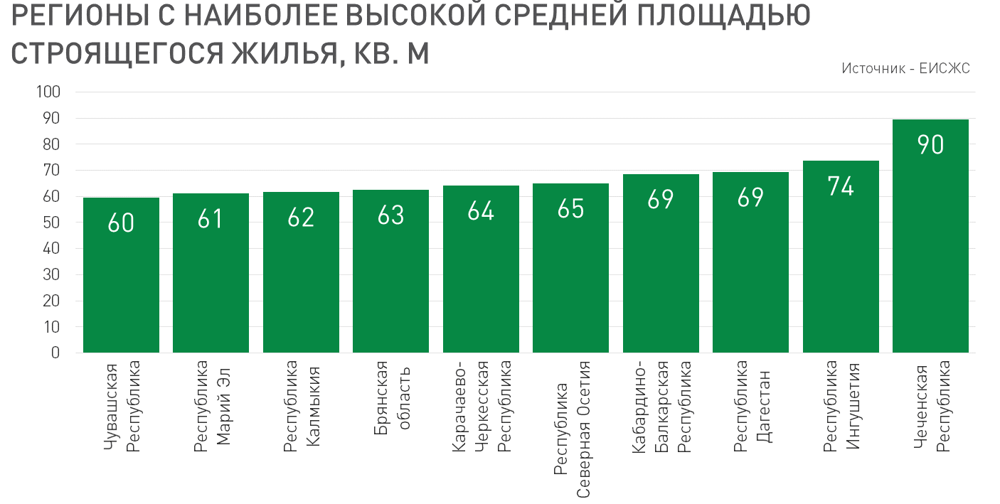 РЕГИОНЫ С НАИБОЛЕЕ ВЫСОКОЙ СРЕДНЕЙ ПЛОЩАДЬЮ
СТРОЯЩЕГОСЯ ЖИЛЬЯ, КВ. М
Источник - ЕИСЖС
100
90
80
70
60
50
40
30
20
10
0
60
61
62
63
64
65
69
69
74
90
Чувашская
Республика
Республика
Марий Эл
Республика
Калмыкия
Брянская
область
Карачаево-
Черкесская
Республика
Республика
Северная Осетия
Кабардино-
Балкарская
Республика
Республика
Дагестан
Республика
Ингушетия
Чеченская
Республика